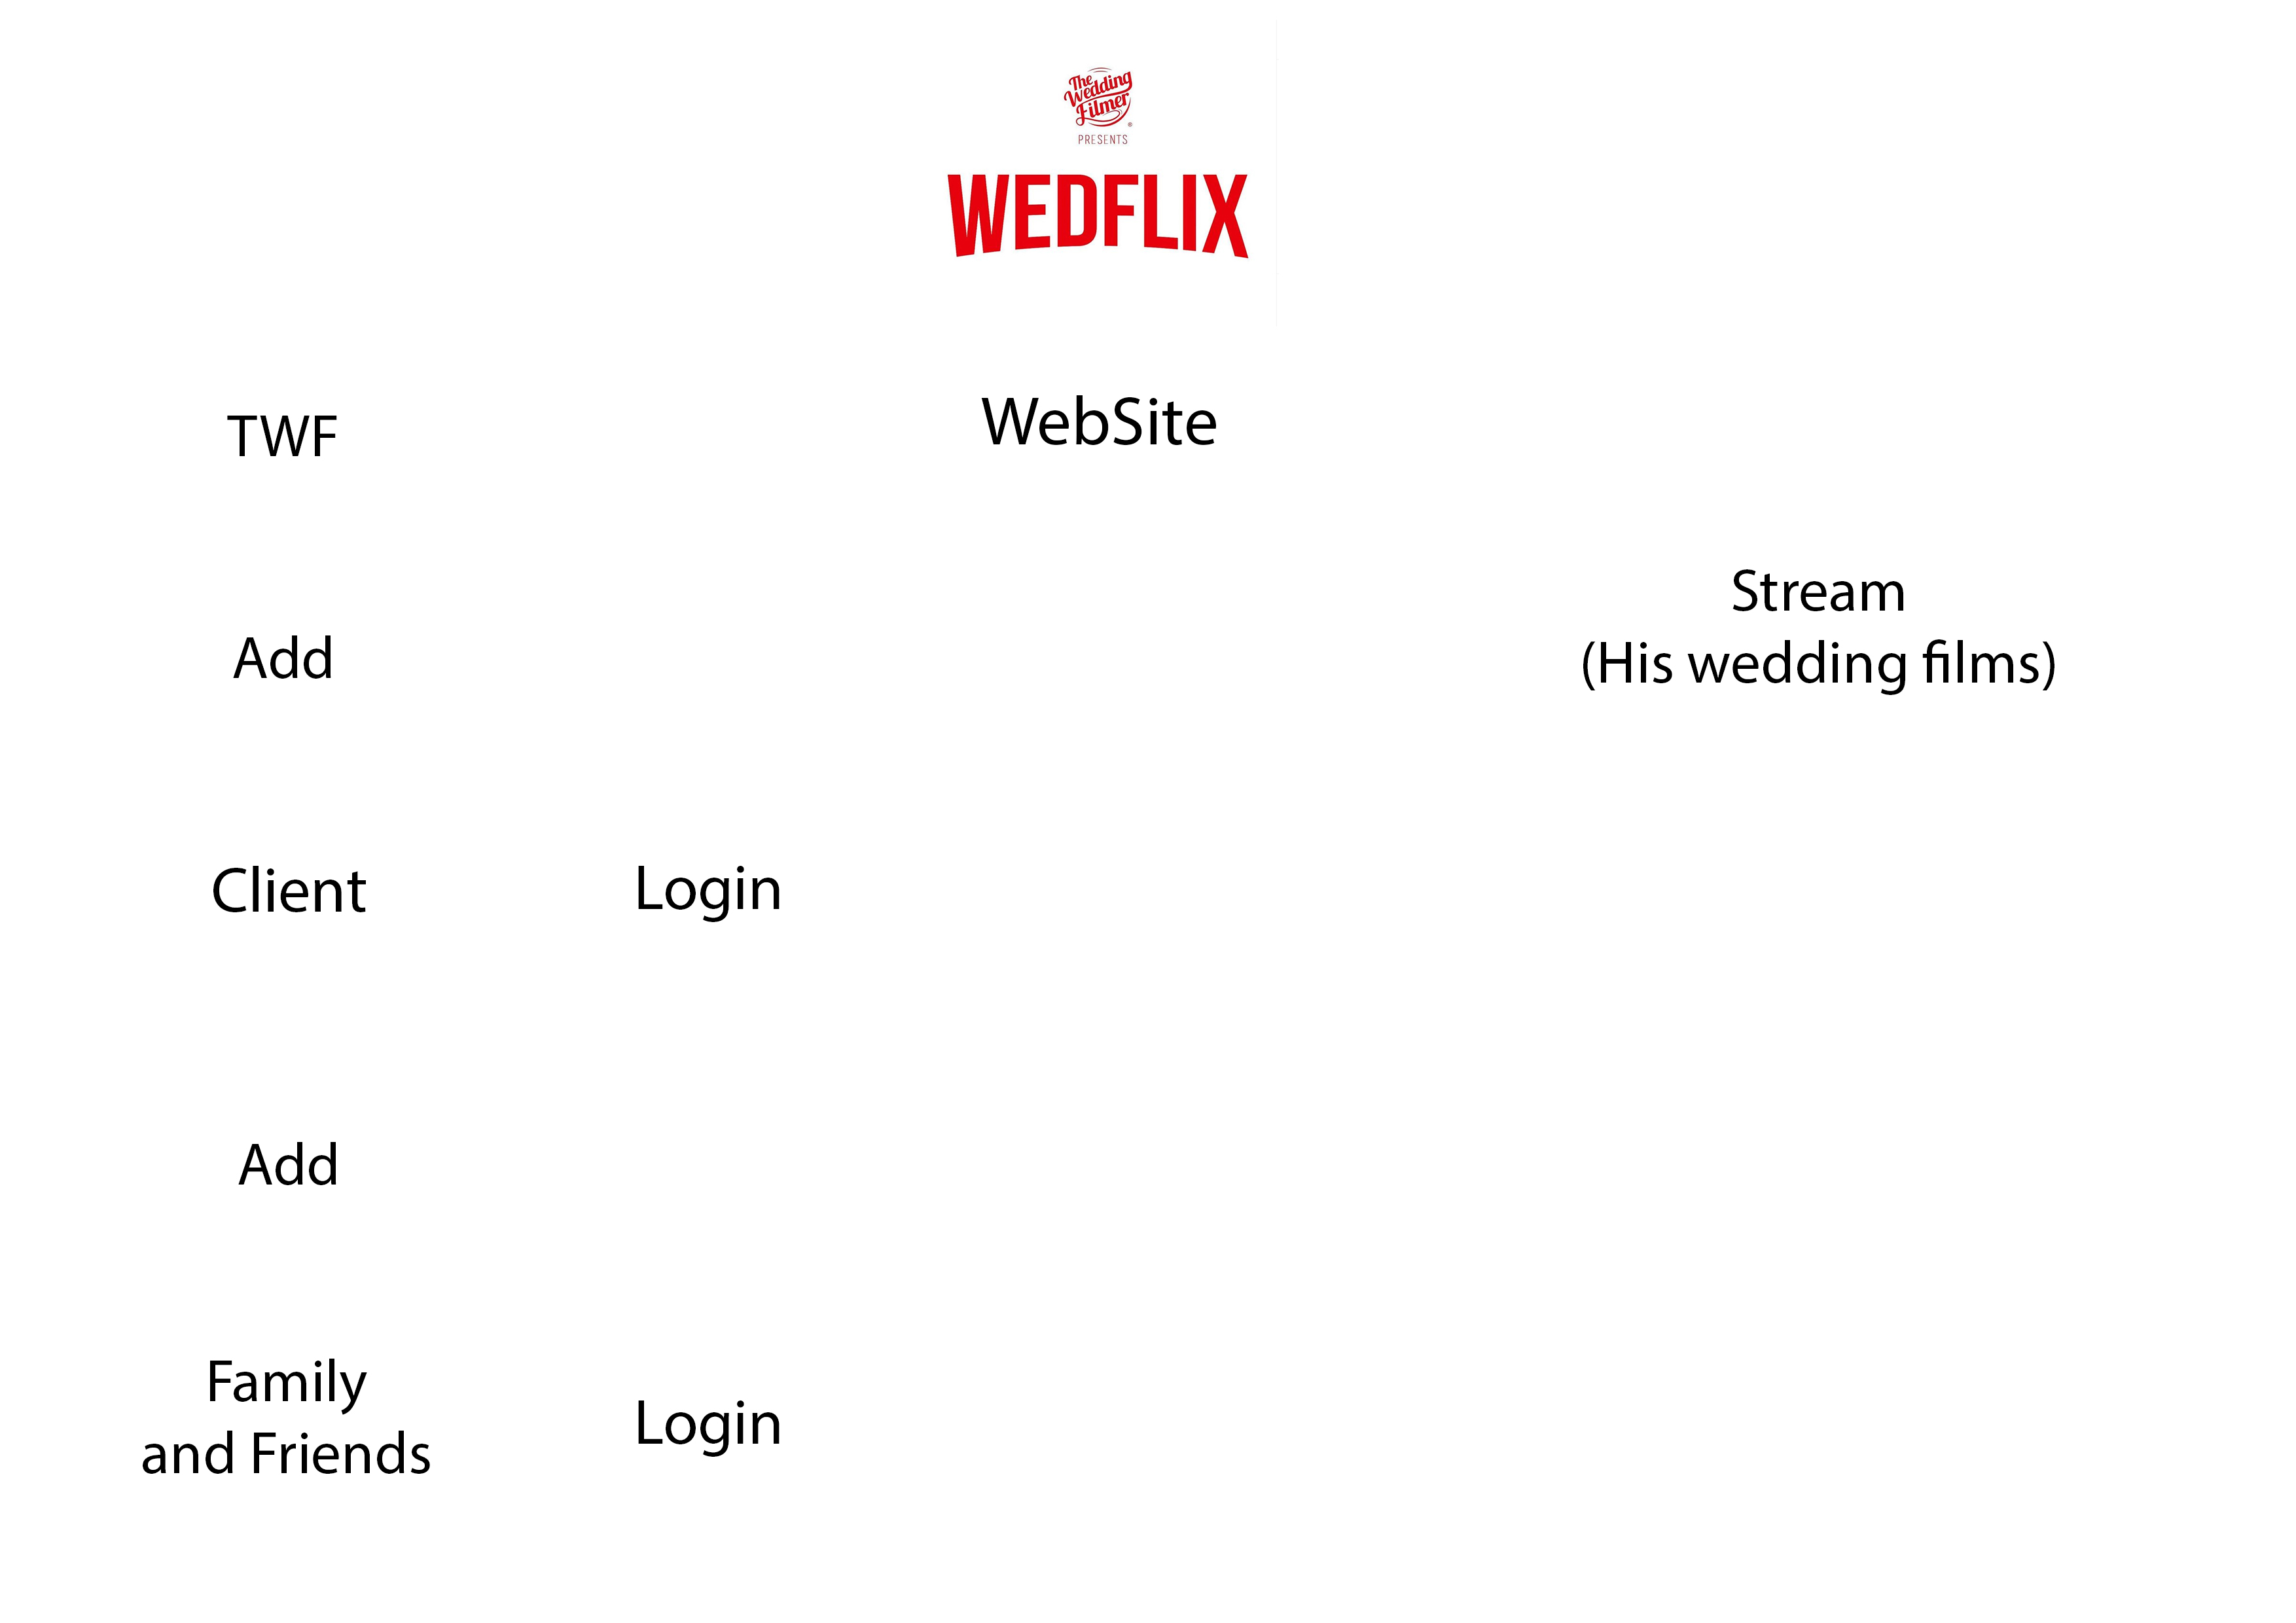 The
Wedding
Filmer
®
PRESENTS
WEDFLIX
TWF
WebSite
Stream
(His wedding films)
Add
Client
Login
Add
Family
and Friends
Login